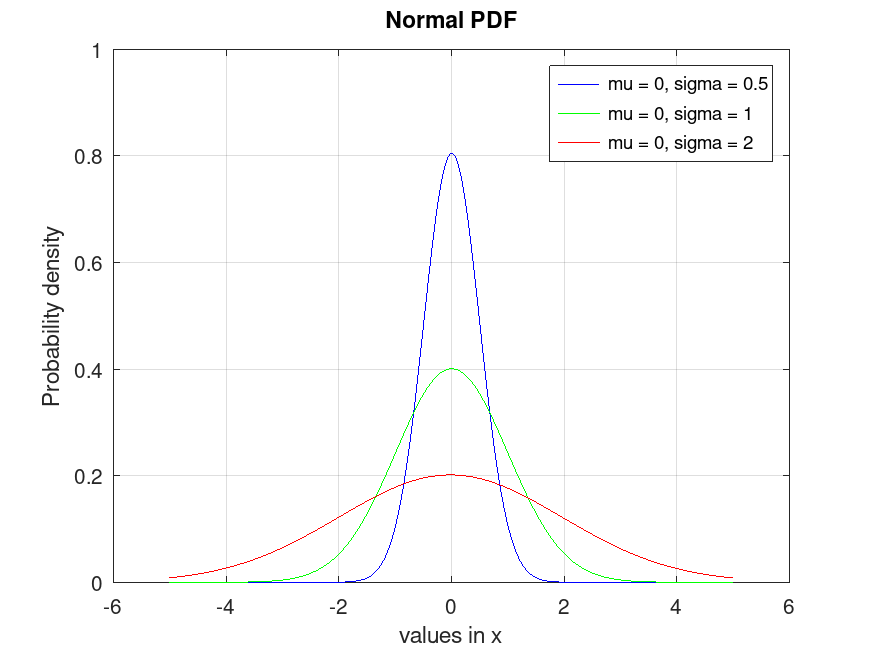 Normal PDF
mu = 0, sigma = 0.5
mu = 0, sigma = 1
mu = 0, sigma = 2
Probability density
1
0.8
0.6
0.4
0.2
0
-6 -4 -2 0 2 4 6
values in x